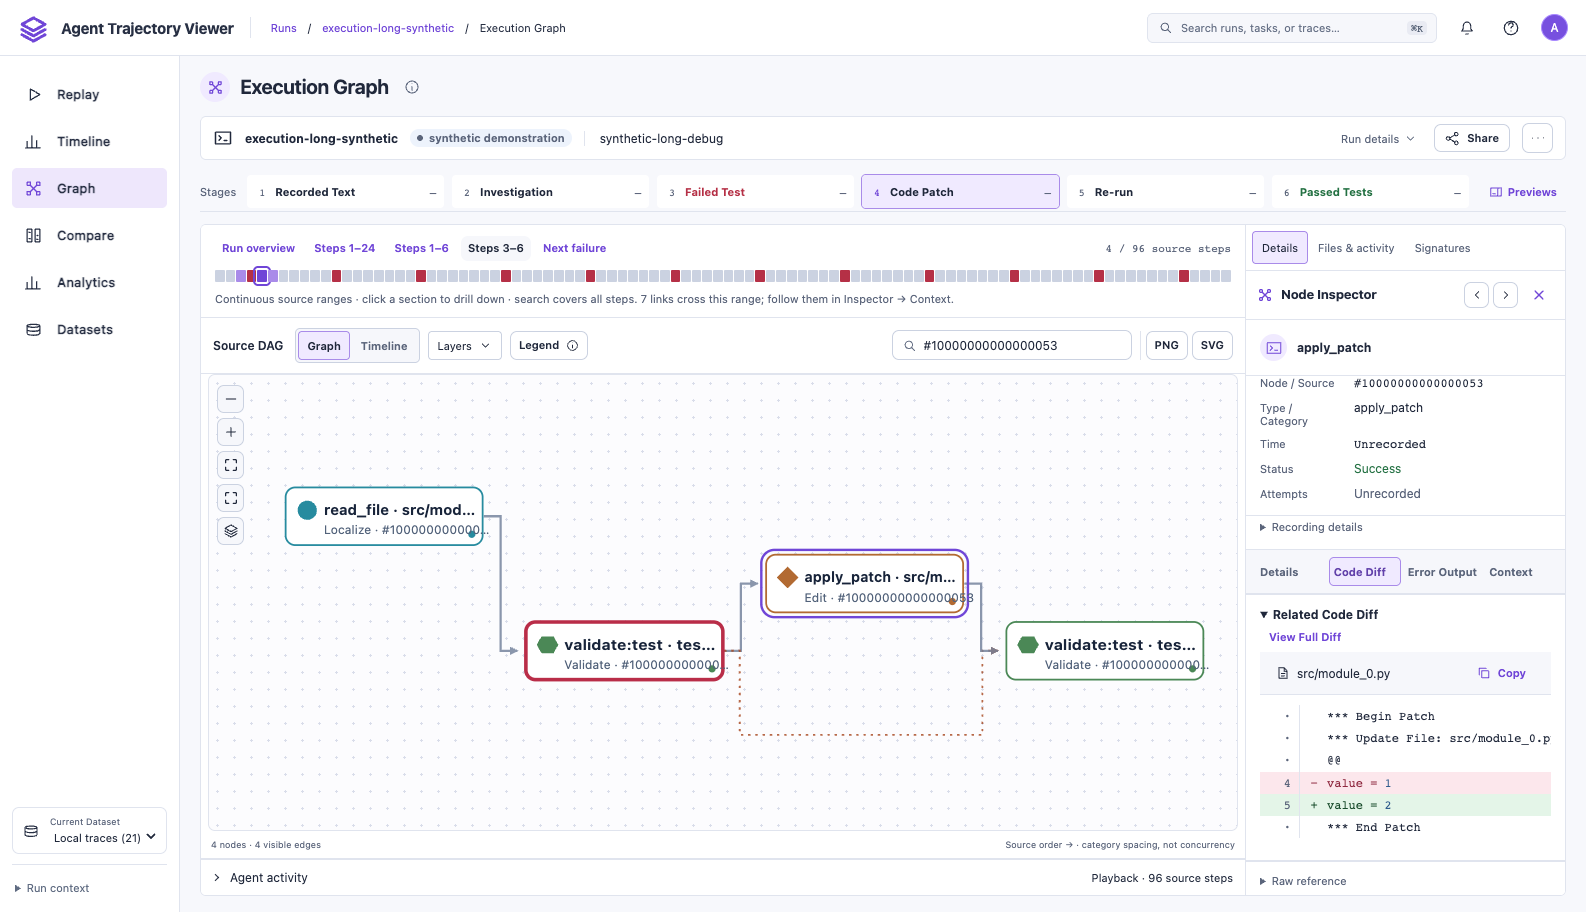 Agent Trajectory Viewer
Runs / execution-long-synthetic / Execution Graph
Search runs, tasks, or traces...
⌘K
A
Replay
Timeline
Graph
Compare
Analytics
Datasets
Current Dataset
Local traces (21)
Run context
Execution Graph
execution-long-synthetic
synthetic demonstration
synthetic-long-debug
Run details
Share
...
Stages
1 Recorded Text –
2 Investigation –
3 Failed Test –
4 Code Patch –
5 Re-run –
6 Passed Tests –
Previews
Run overview
Steps 1–24
Steps 1–6
Steps 3–6
Next failure
4 / 96 source steps
Continuous source ranges · click a section to drill down · search covers all steps. 7 links cross this range; follow them in Inspector → Context.
Source DAG
Graph
Timeline
Layers
Legend
#10000000000000053
PNG
SVG
read_file · src/mod...
Localize · #100000000000...
validate:test · tes...
Validate · #100000000000...
apply_patch · src/m...
Edit · #10000000000000053
validate:test · tes...
Validate · #100000000000...
4 nodes · 4 visible edges
Source order → · category spacing, not concurrency
Agent activity
Playback · 96 source steps
Details
Files & activity
Signatures
Node Inspector
apply_patch
Node / Source #10000000000000053
Type / Category apply_patch
Time Unrecorded
Status Success
Attempts Unrecorded
Recording details
Details
Code Diff
Error Output
Context
Related Code Diff
View Full Diff
src/module_0.py
Copy
· *** Begin Patch
· *** Update File: src/module_0.p
· @@
4 − value = 1
5 + value = 2
· *** End Patch
Raw reference